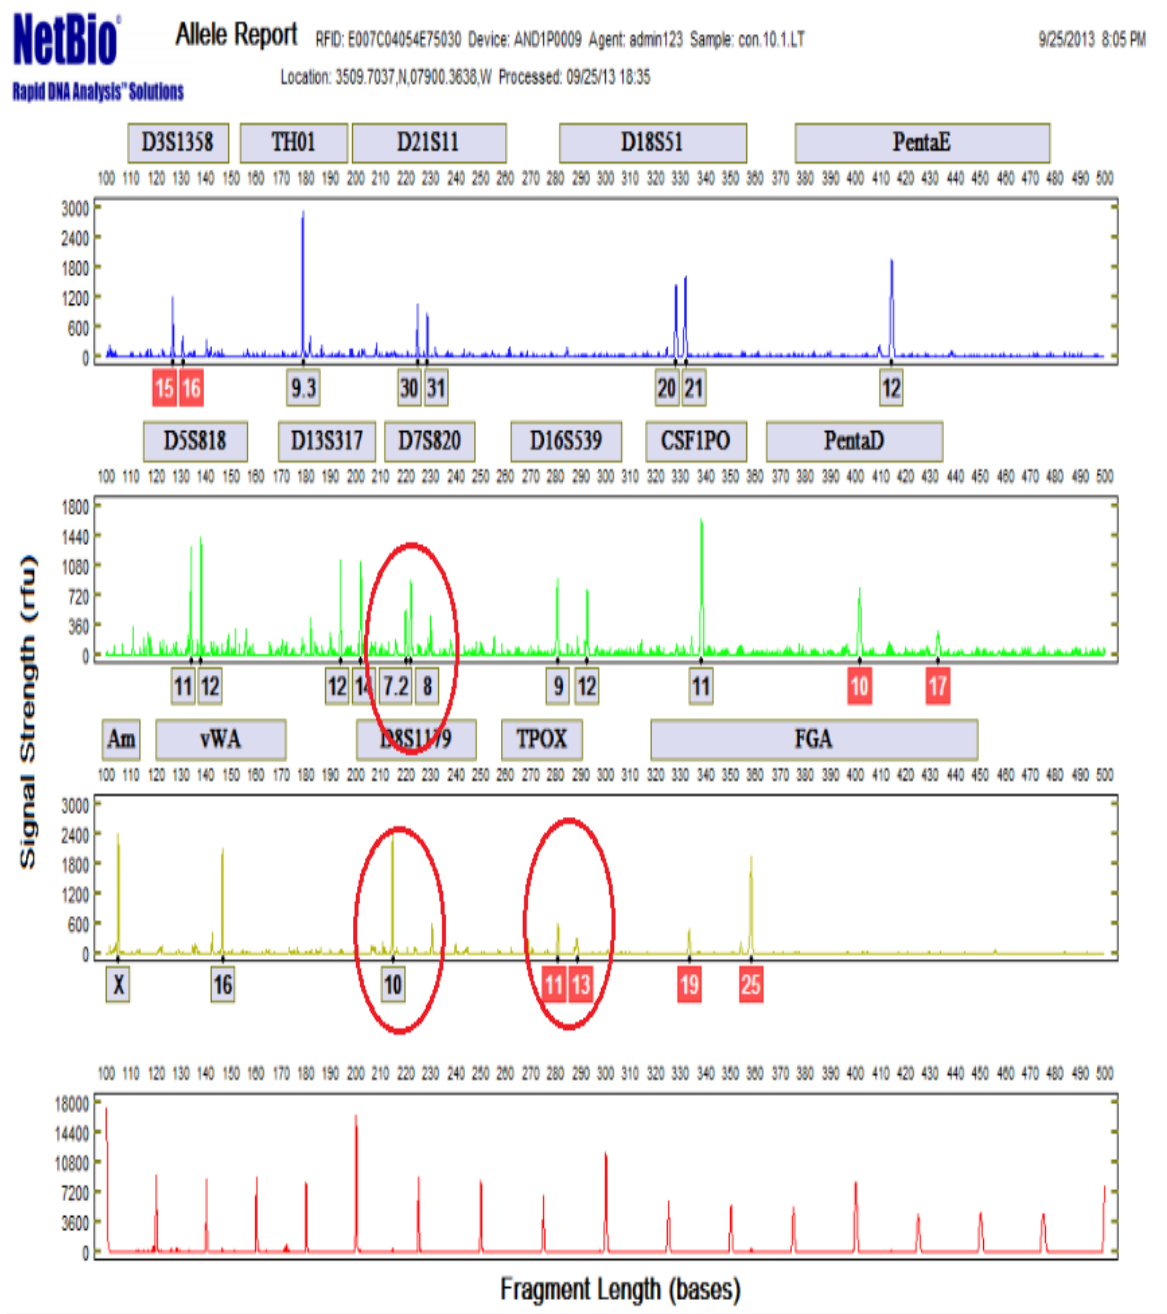 NetBio® Allele Report RFID: E007C04054E75030 Device: AND1P0009 Agent: admin123 Sample: con.10.1.LT 9/25/2013 8:05 PM
Rapid DNA Analysis™ Solutions Location: 3509.7037,N,07900.3638,W Processed: 09/25/13 18:35
D3S1358 TH01 D21S11 D18S51 PentaE
100 110 120 130 140 150 160 170 180 190 200 210 220 230 240 250 260 270 280 290 300 310 320 330 340 350 360 370 380 390 400 410 420 430 440 450 460 470 480 490 500
3000
2400
1800
1200
600
0
15 16 9.3 30 31 20 21 12
D5S818 D13S317 D7S820 D16S539 CSF1PO PentaD
100 110 120 130 140 150 160 170 180 190 200 210 220 230 240 250 260 270 280 290 300 310 320 330 340 350 360 370 380 390 400 410 420 430 440 450 460 470 480 490 500
1800
1440
1080
720
360
0
11 12 12 14 7.2 8 9 12 11 10 17
Am vWA D8S1179 TPOX FGA
100 110 120 130 140 150 160 170 180 190 200 210 220 230 240 250 260 270 280 290 300 310 320 330 340 350 360 370 380 390 400 410 420 430 440 450 460 470 480 490 500
3000
2400
1800
1200
600
0
X 16 10 11 13 19 25
100 110 120 130 140 150 160 170 180 190 200 210 220 230 240 250 260 270 280 290 300 310 320 330 340 350 360 370 380 390 400 410 420 430 440 450 460 470 480 490 500
18000
14400
10800
7200
3600
0
Signal Strength (rfu)
Fragment Length (bases)